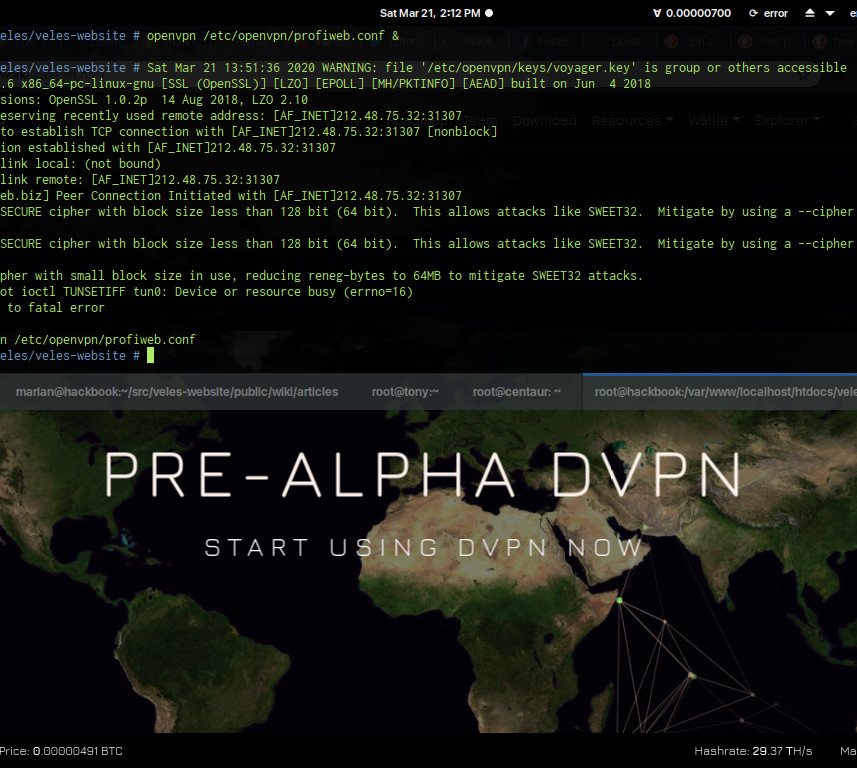 Sat Mar 21, 2:12 PM
0.00000700
error
eles/veles-website # openvpn /etc/openvpn/profiweb.conf &
eles/veles-website # Sat Mar 21 13:51:36 2020 WARNING: file '/etc/openvpn/keys/voyager.key' is group or others accessible
.6 x86_64-pc-linux-gnu [SSL (OpenSSL)] [LZO] [EPOLL] [MH/PKTINFO] [AEAD] built on Jun  4 2018
sions: OpenSSL 1.0.2p  14 Aug 2018, LZO 2.10
eserving recently used remote address: [AF_INET]212.48.75.32:31307
to establish TCP connection with [AF_INET]212.48.75.32:31307 [nonblock]
Team Download Resources Wallet Explorer
ion established with [AF_INET]212.48.75.32:31307
link local: (not bound)
link remote: [AF_INET]212.48.75.32:31307
eb.biz] Peer Connection Initiated with [AF_INET]212.48.75.32:31307
SECURE cipher with block size less than 128 bit (64 bit).  This allows attacks like SWEET32.  Mitigate by using a --cipher
SECURE cipher with block size less than 128 bit (64 bit).  This allows attacks like SWEET32.  Mitigate by using a --cipher
pher with small block size in use, reducing reneg-bytes to 64MB to mitigate SWEET32 attacks.
ot ioctl TUNSETIFF tun0: Device or resource busy (errno=16)
to fatal error
n /etc/openvpn/profiweb.conf
eles/veles-website #
marian@hackbook:~/src/veles-website/public/wiki/articles root@tony:~ root@centaur: ~ root@hackbook:/var/www/localhost/htdocs/vele
PRE-ALPHA DVPN
START USING DVPN NOW
Price: 0.00000491 BTC Hashrate: 29.37 TH/s Ma